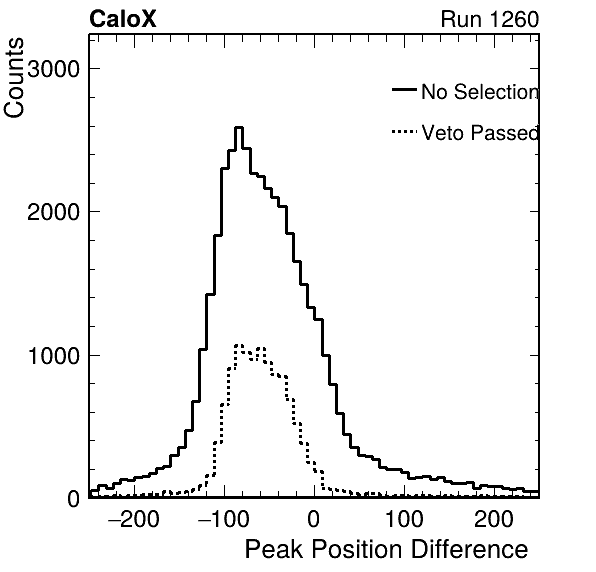 CaloX Run 1260
Counts
3000
No Selection
Veto Passed
2000
1000
0
−200 −100 0 100 200
Peak Position Difference